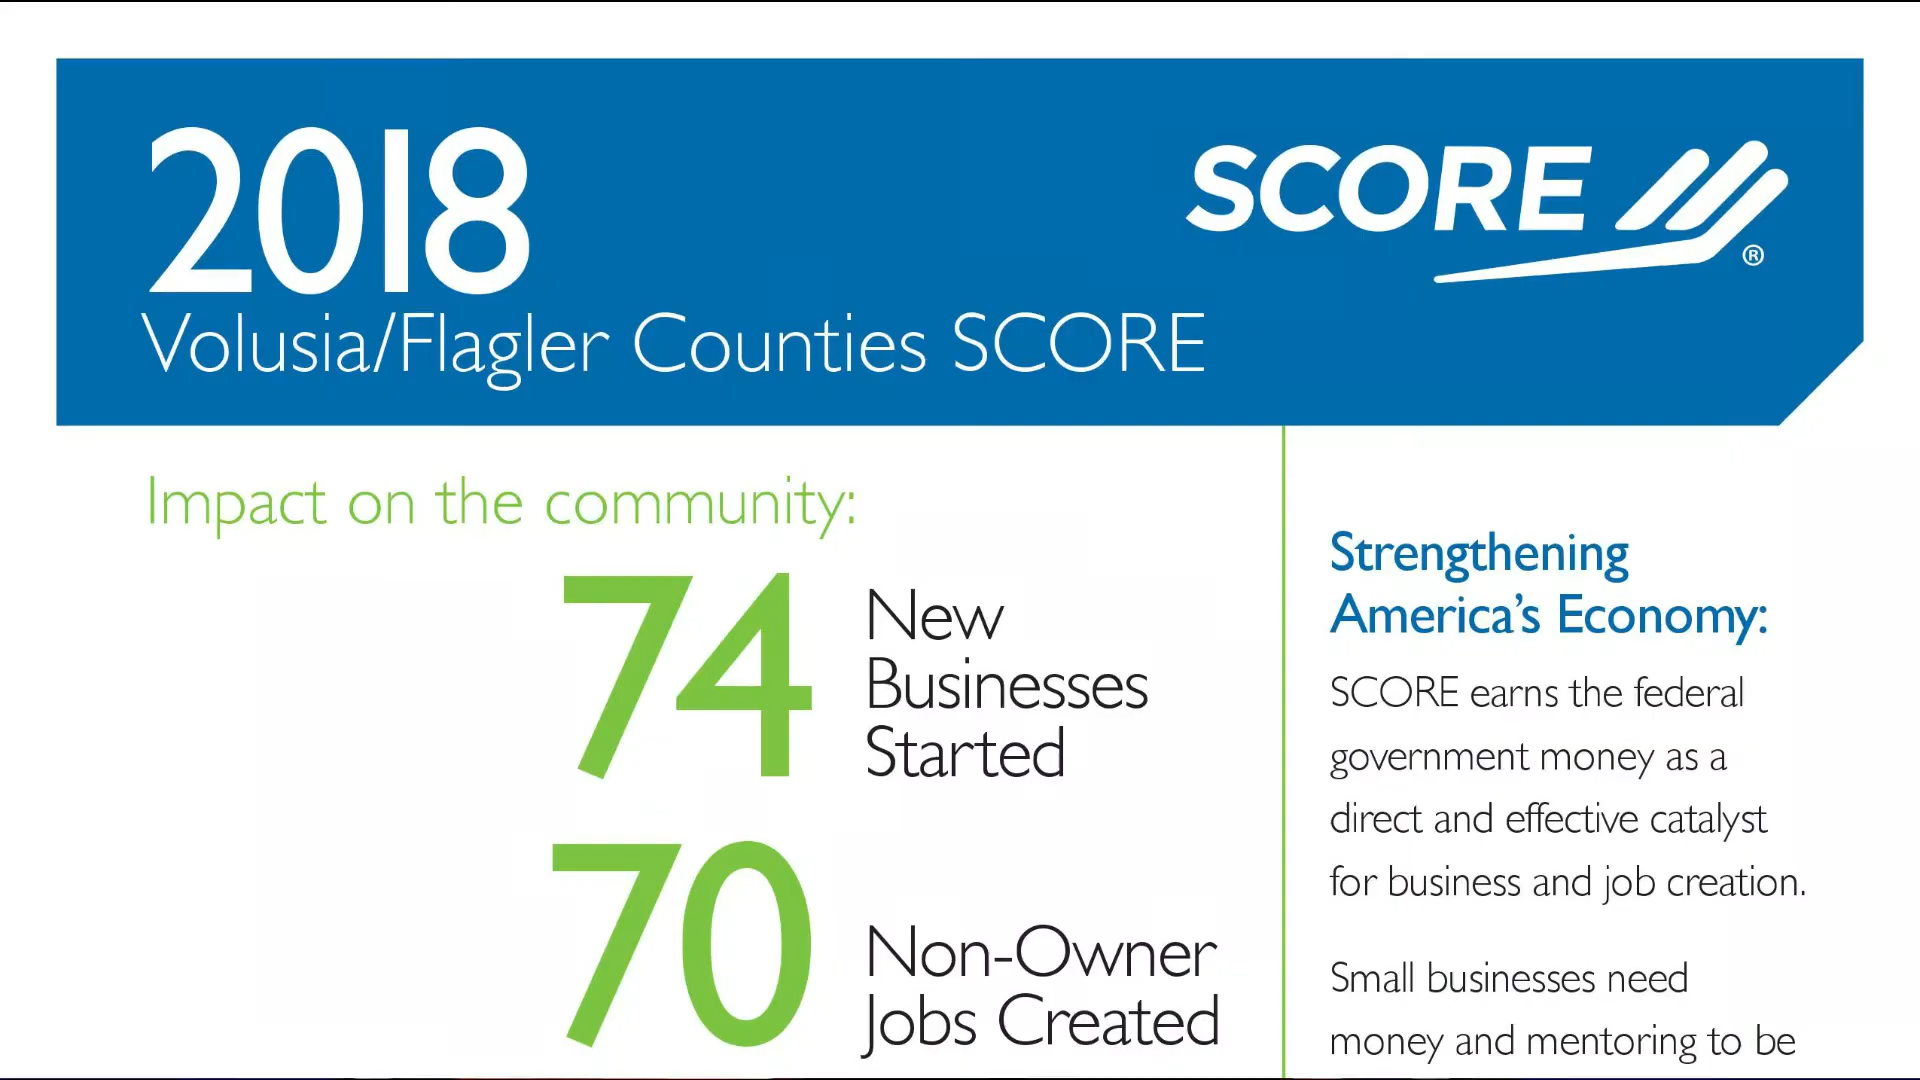 2018
SCORE
®
Volusia/Flagler Counties SCORE
Impact on the community:
74
New
Businesses
Started
70
Non-Owner
Jobs Created
Strengthening
America's Economy:
SCORE earns the federal
government money as a
direct and effective catalyst
for business and job creation.
Small businesses need
money and mentoring to be